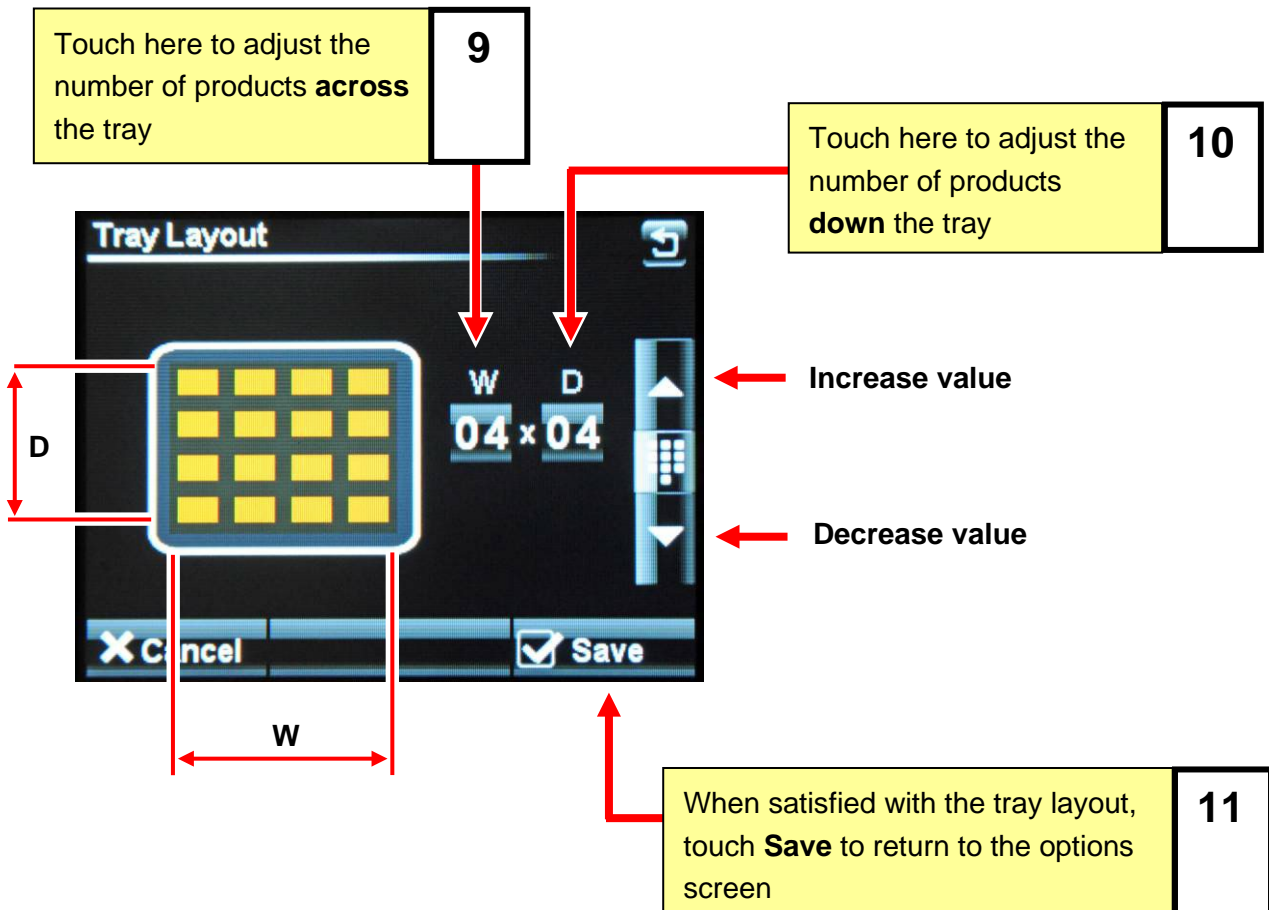 Touch here to adjust the
number of products across
the tray
9
Touch here to adjust the
number of products
down the tray
10
Tray Layout
W D
04 x 04
D
Increase value
Decrease value
Cancel
Save
W
When satisfied with the tray layout,
touch Save to return to the options
screen
11